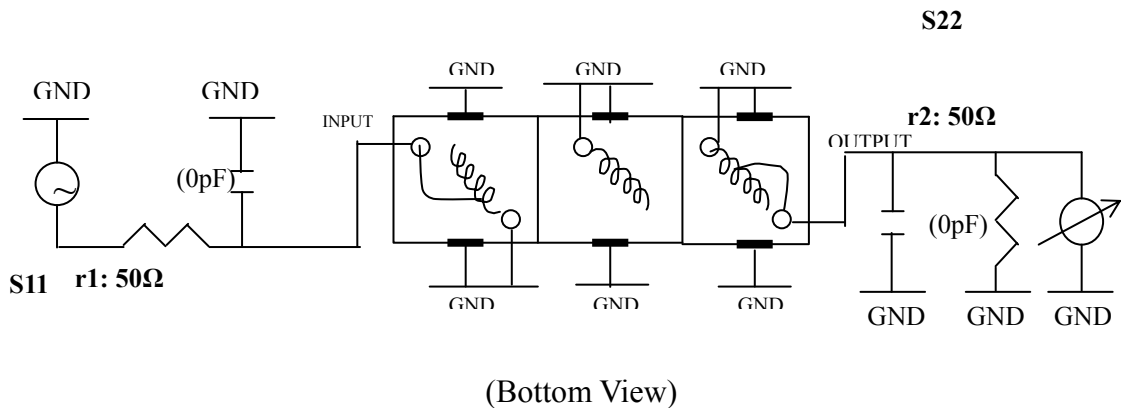 S22
GND
GND
GND
GND
GND
INPUT
r2: 50Ω
OUTPUT
(0pF)
(0pF)
S11
r1: 50Ω
GND
GND
GND
GND
GND
GND
(Bottom View)